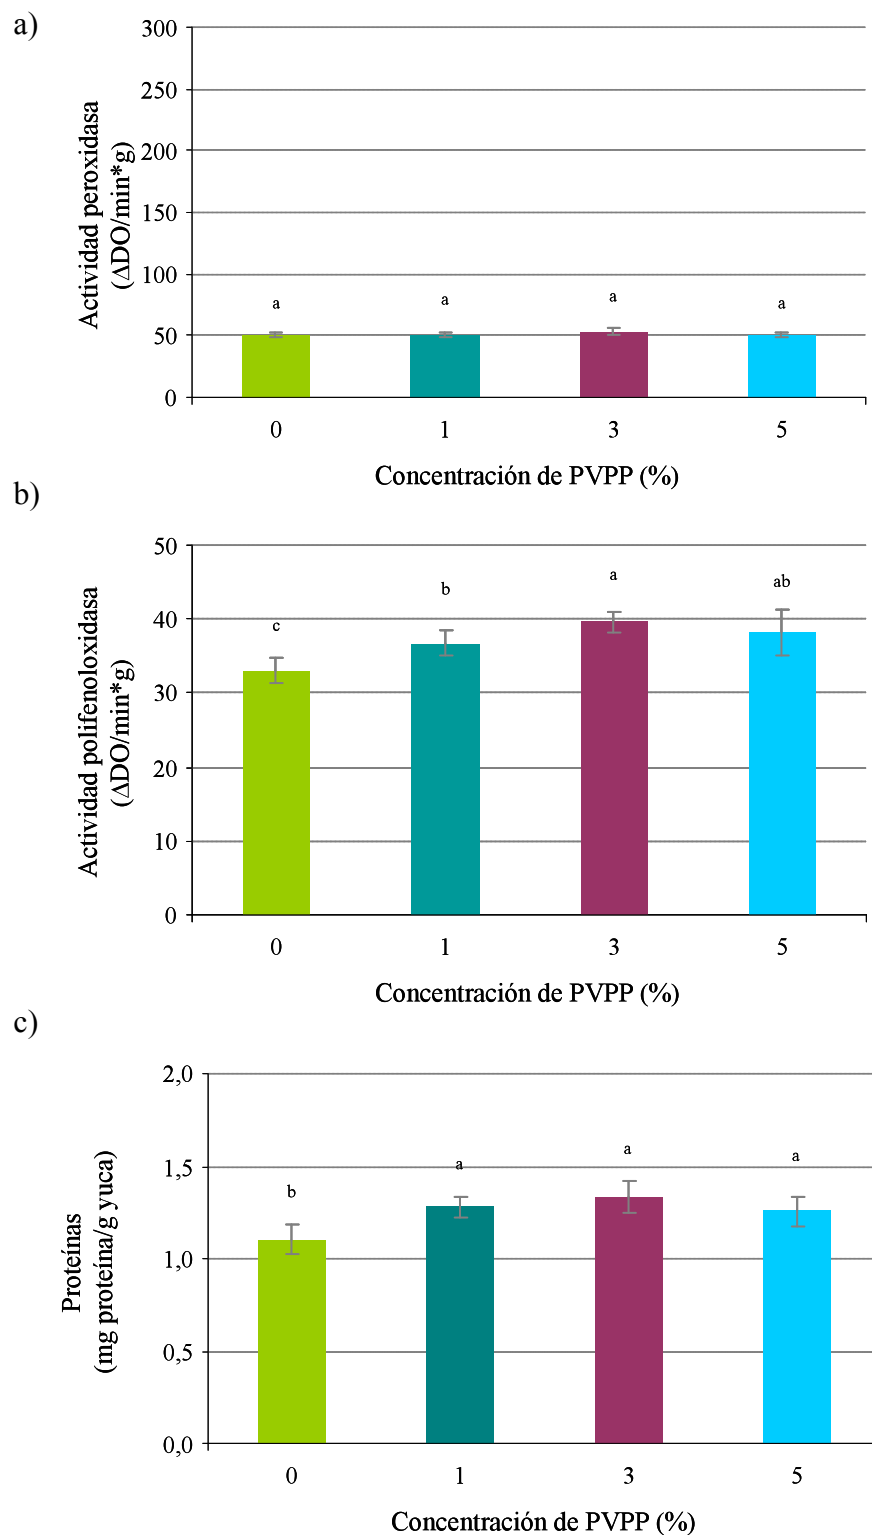 a)
300
250
200
150
100
50
0
Actividad peroxidasa
(ΔDO/min*g)
a a a a
0 1 3 5
Concentración de PVPP (%)
b)
50
40
30
20
10
0
Actividad polifenoloxidasa
(ΔDO/min*g)
c b a ab
0 1 3 5
Concentración de PVPP (%)
c)
2,0
1,5
1,0
0,5
0,0
Proteínas
(mg proteína/g yuca)
b a a a
0 1 3 5
Concentración de PVPP (%)